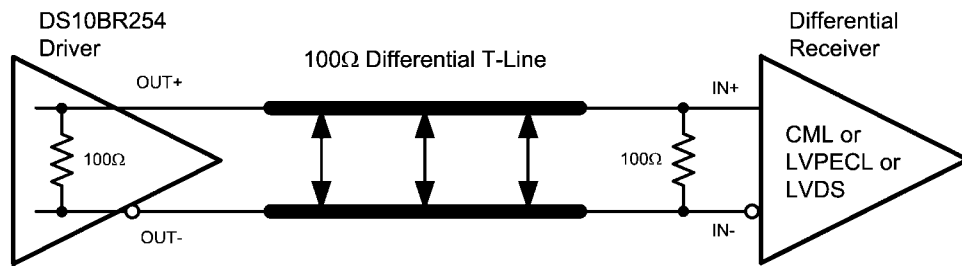 DS10BR254
Driver
OUT+
100Ω
OUT-
100Ω Differential T-Line
100Ω
IN+
IN-
Differential
Receiver
CML or
LVPECL or
LVDS